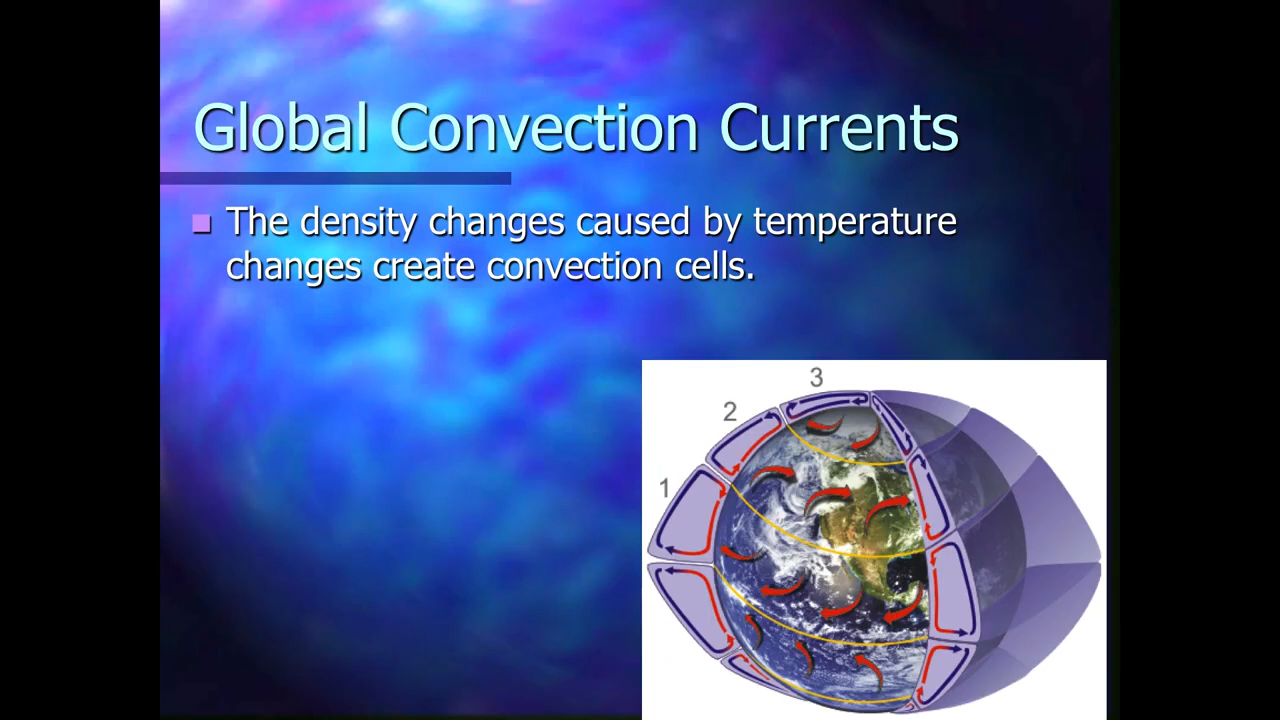 Global Convection Currents
The density changes caused by temperature
changes create convection cells.
3
2
1